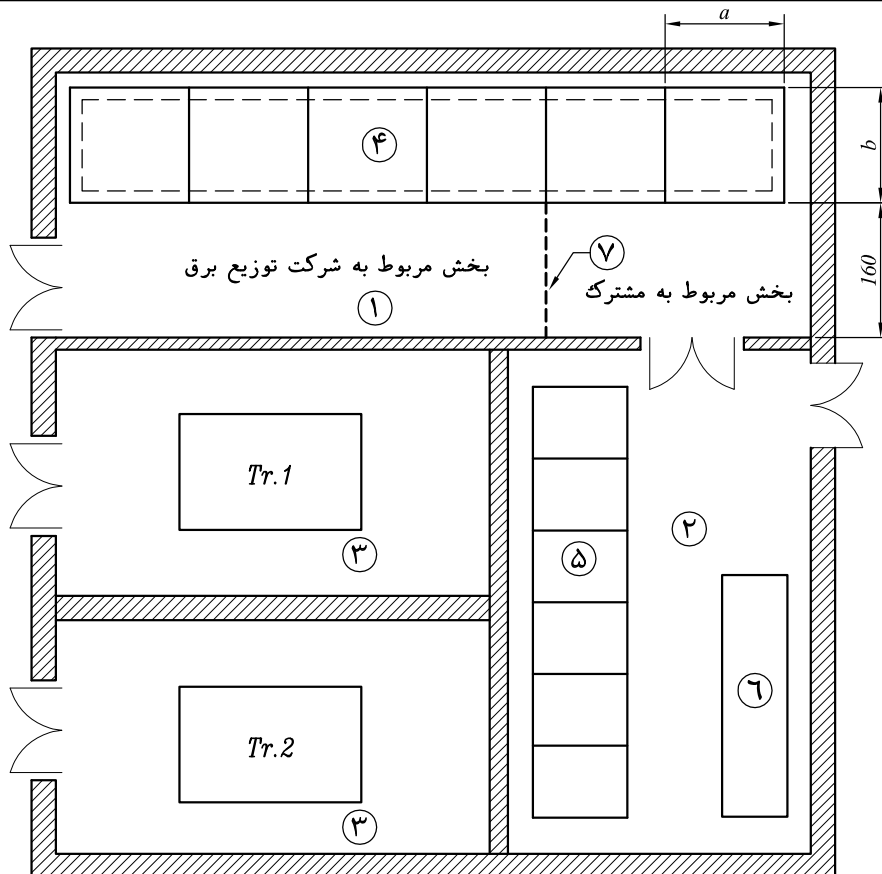 a
b
160
۴
۷
بخش مربوط به شرکت توزیع برق
بخش مربوط به مشترک
۱
Tr.1
۳
۲
۵
۶
Tr.2
۳